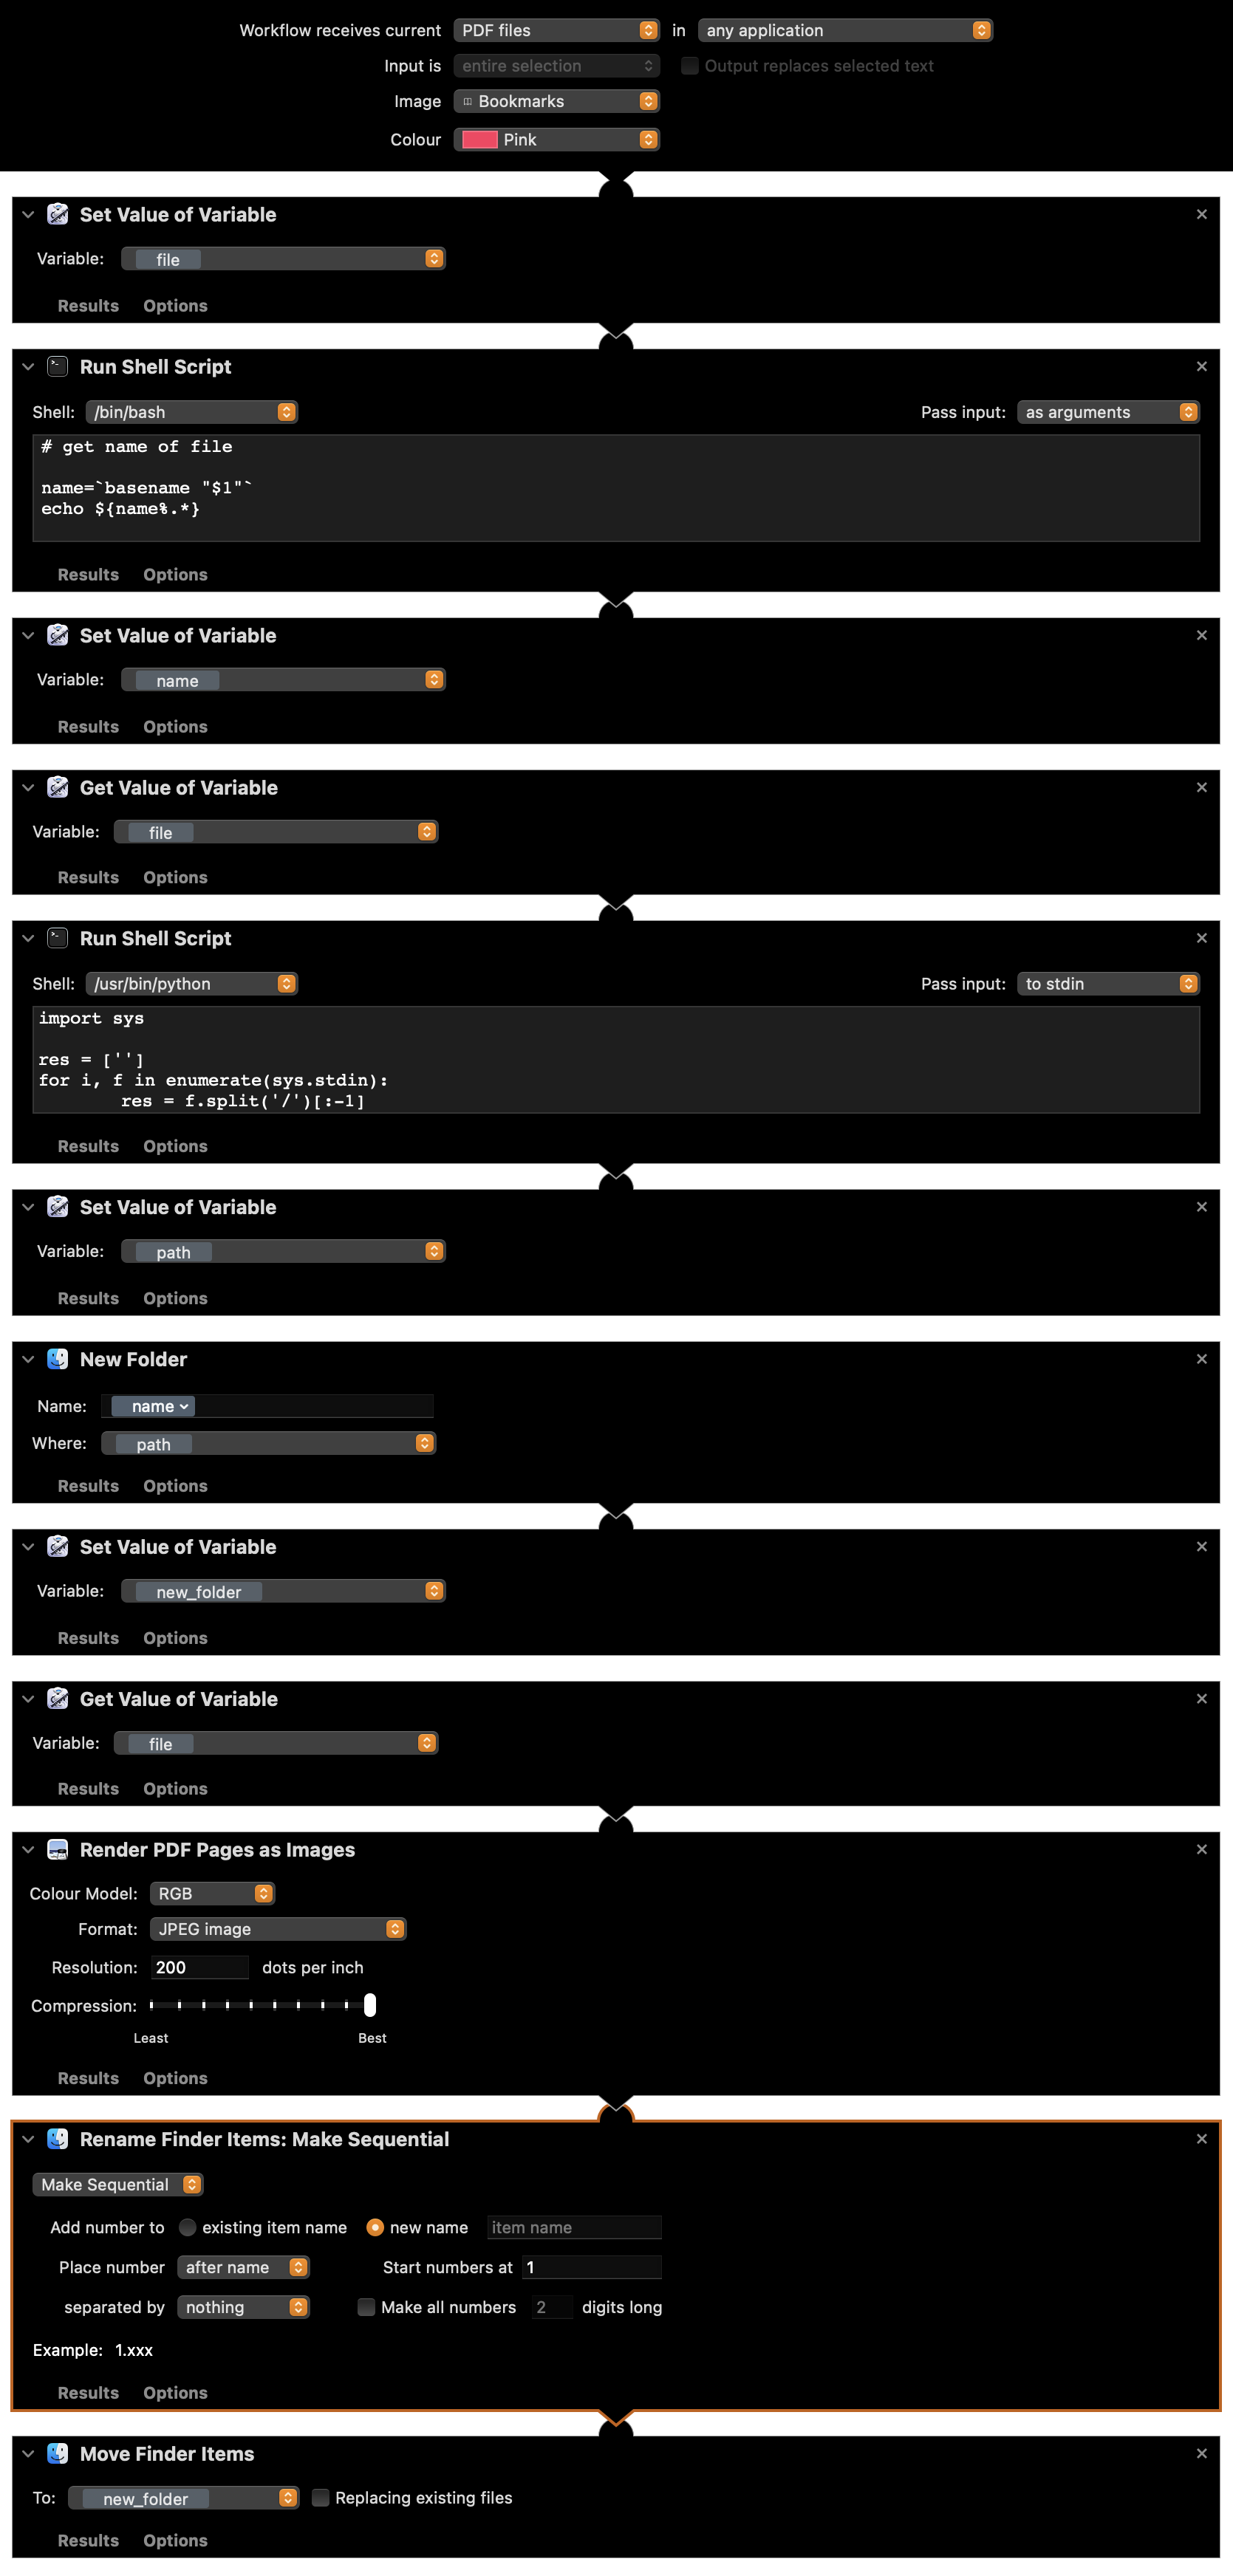 Workflow receives current PDF files in any application
Input is entire selection Output replaces selected text
Image Bookmarks
Colour Pink
Set Value of Variable
Variable: file
Results Options
Run Shell Script
Shell: /bin/bash Pass input: as arguments
# get name of file
name=`basename "$1"`
echo ${name%.*}
Results Options
Set Value of Variable
Variable: name
Results Options
Get Value of Variable
Variable: file
Results Options
Run Shell Script
Shell: /usr/bin/python Pass input: to stdin
import sys
res = ['']
for i, f in enumerate(sys.stdin):
res = f.split('/')[:-1]
Results Options
Set Value of Variable
Variable: path
Results Options
New Folder
Name: name
Where: path
Results Options
Set Value of Variable
Variable: new_folder
Results Options
Get Value of Variable
Variable: file
Results Options
Render PDF Pages as Images
Colour Model: RGB
Format: JPEG image
Resolution: 200 dots per inch
Compression:
Least Best
Results Options
Rename Finder Items: Make Sequential
Make Sequential
Add number to existing item name new name item name
Place number after name Start numbers at 1
separated by nothing Make all numbers 2 digits long
Example: 1.xxx
Results Options
Move Finder Items
To: new_folder Replacing existing files
Results Options